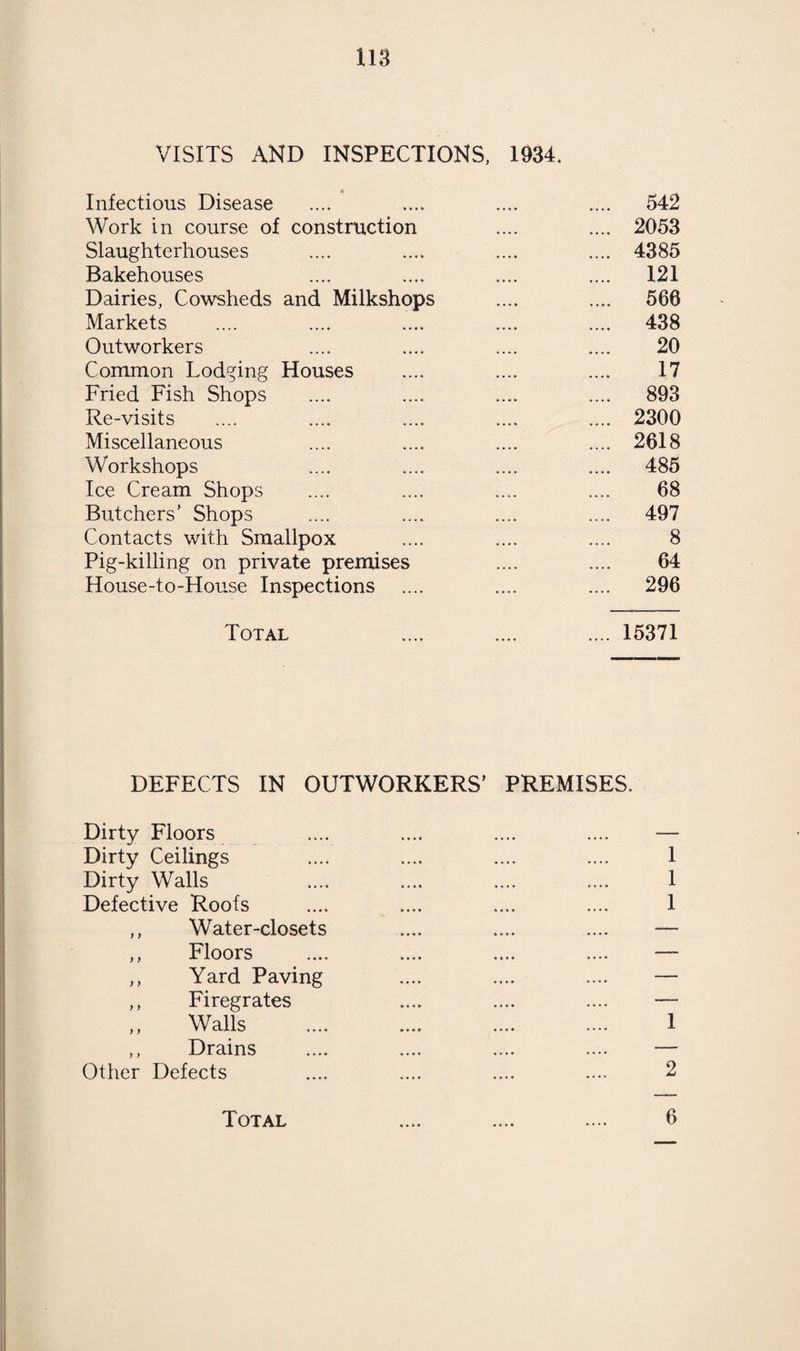 113
VISITS AND INSPECTIONS, 1934.
Infectious Disease .... .... .... .... 542
Work in course of construction .... .... 2053
Slaughterhouses .... .... .... .... 4385
Bakehouses .... .... .... .... 121
Dairies, Cowsheds and Milkshops .... .... 566
Markets .... .... .... .... .... 438
Outworkers .... .... .... .... 20
Common Lodging Houses .... .... .... 17
Fried Fish Shops .... .... .... .... 893
Re-visits .... .... .... .... .... 2300
Miscellaneous .... .... .... .... 2618
Workshops .... .... .... .... 485
Ice Cream Shops .... .... .... .... 68
Butchers' Shops .... .... .... .... 497
Contacts with Smallpox .... .... .... 8
Pig-killing on private premises .... .... 64
House-to-House Inspections .... .... .... 296
TOTAL .... .... .... 15371
DEFECTS IN OUTWORKERS' PREMISES.
Dirty Floors .... .... .... .... —
Dirty Ceilings .... .... .... .... 1
Dirty Walls .... .... .... .... 1
Defective Roofs .... .... .... .... 1
,, Water-closets .... .... .... —
,, Floors .... .... .... .... —
,, Yard Paving .... .... .... —
,, Firegrates .... .... .... —
,, Walls .... .... .... .... 1
,, Drains .... .... .... .... —
Other Defects .... .... .... .... 2
TOTAL .... .... .... 6